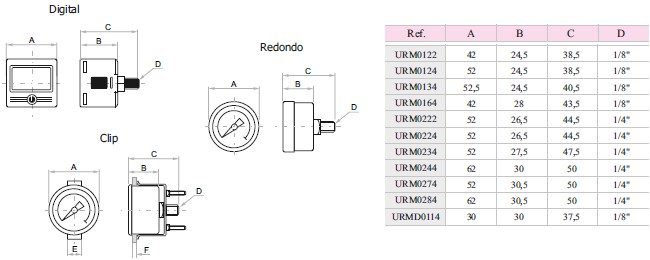 Digital
A
C
B
D
Redondo
A
C
B
D
Clip
A
C
B
D
E
F
Ref. A B C D
URM0122 42 24,5 38,5 1/8"
URM0124 52 24,5 38,5 1/8"
URM0134 52,5 24,5 40,5 1/8"
URM0164 42 28 43,5 1/8"
URM0222 52 26,5 44,5 1/4"
URM0224 52 26,5 44,5 1/4"
URM0234 52 27,5 47,5 1/4"
URM0244 62 30 50 1/4"
URM0274 52 30,5 50 1/4"
URM0284 62 30,5 50 1/4"
URMD0114 30 30 37,5 1/8"